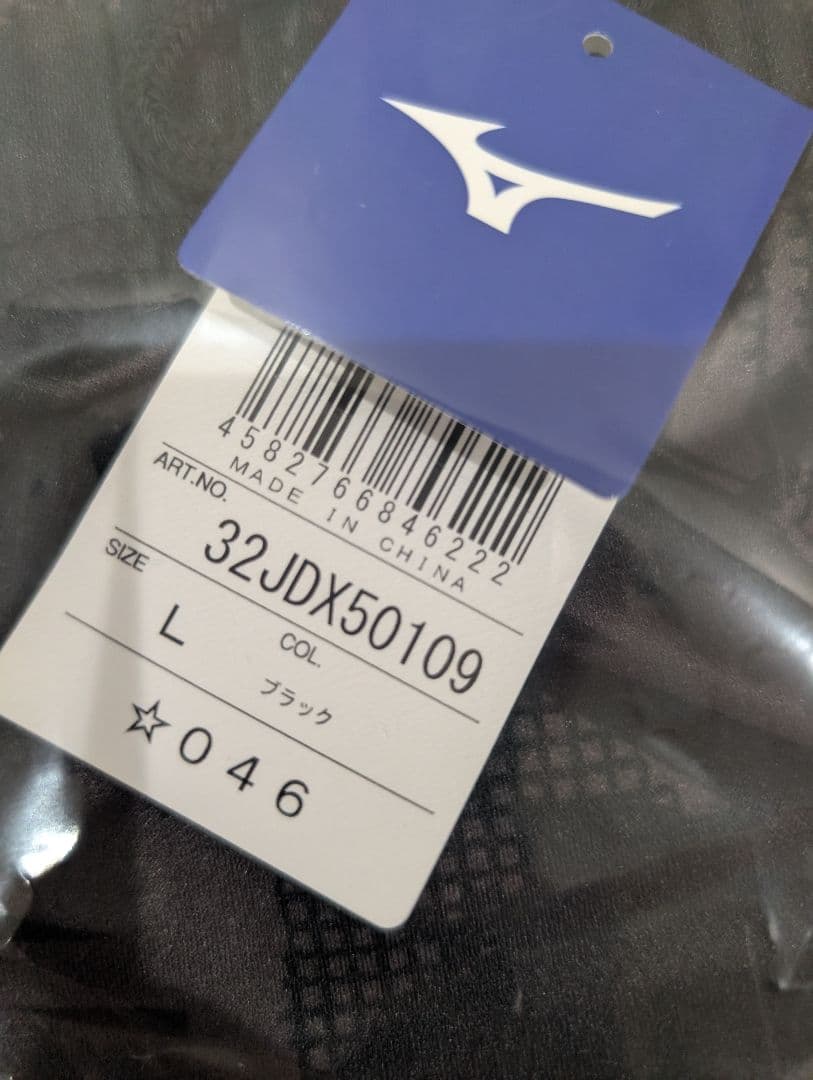 4582766846222
MADE IN CHINA
ART.NO.
32JDX50109
SIZE
L
COL.
ブラック
☆046